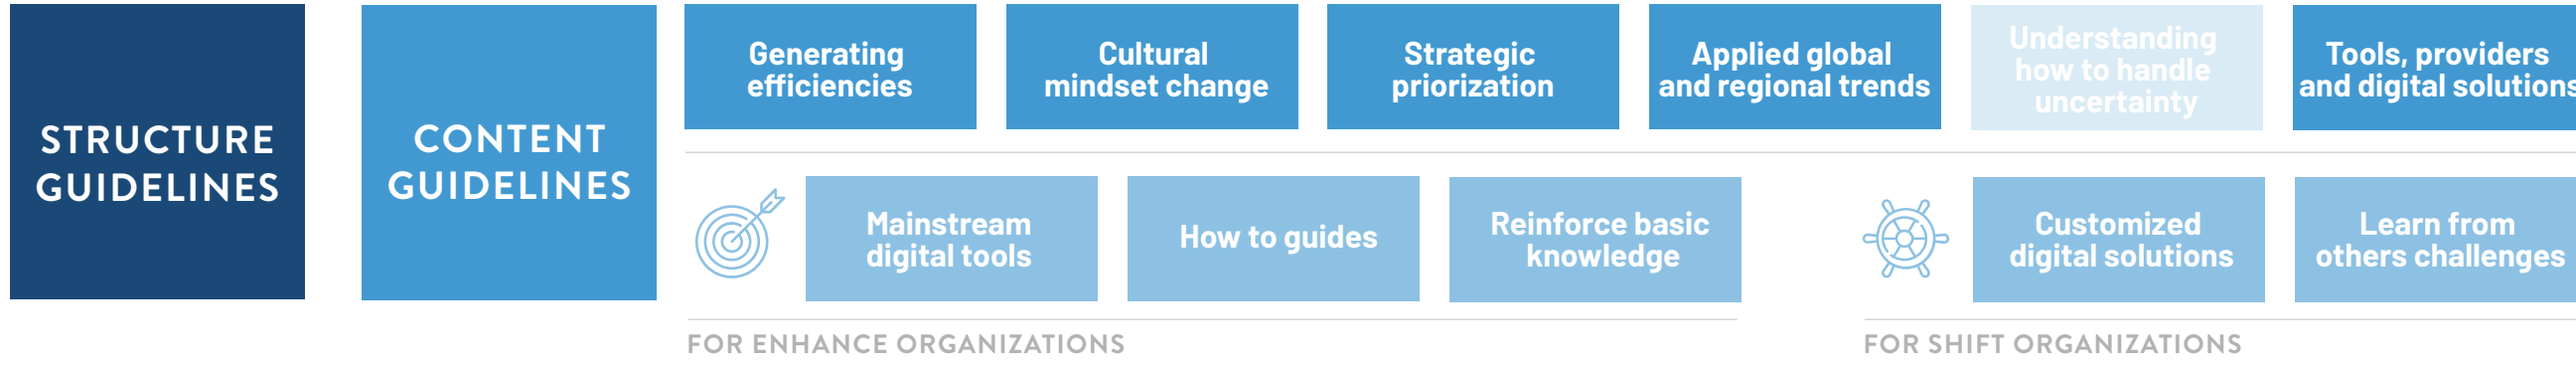 STRUCTURE
GUIDELINES
CONTENT
GUIDELINES
Generating
efficiencies
Cultural
mindset change
Strategic
priorization
Applied global
and regional trends
Understanding
how to handle
uncertainty
Tools, providers
and digital solutions
Mainstream
digital tools
How to guides
Reinforce basic
knowledge
Customized
digital solutions
Learn from
others challenges
FOR ENHANCE ORGANIZATIONS
FOR SHIFT ORGANIZATIONS